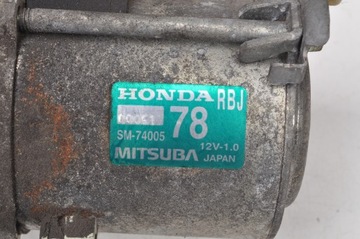 HONDA RBJ
78
SM-74005 12V-1.0
MITSUBA JAPAN